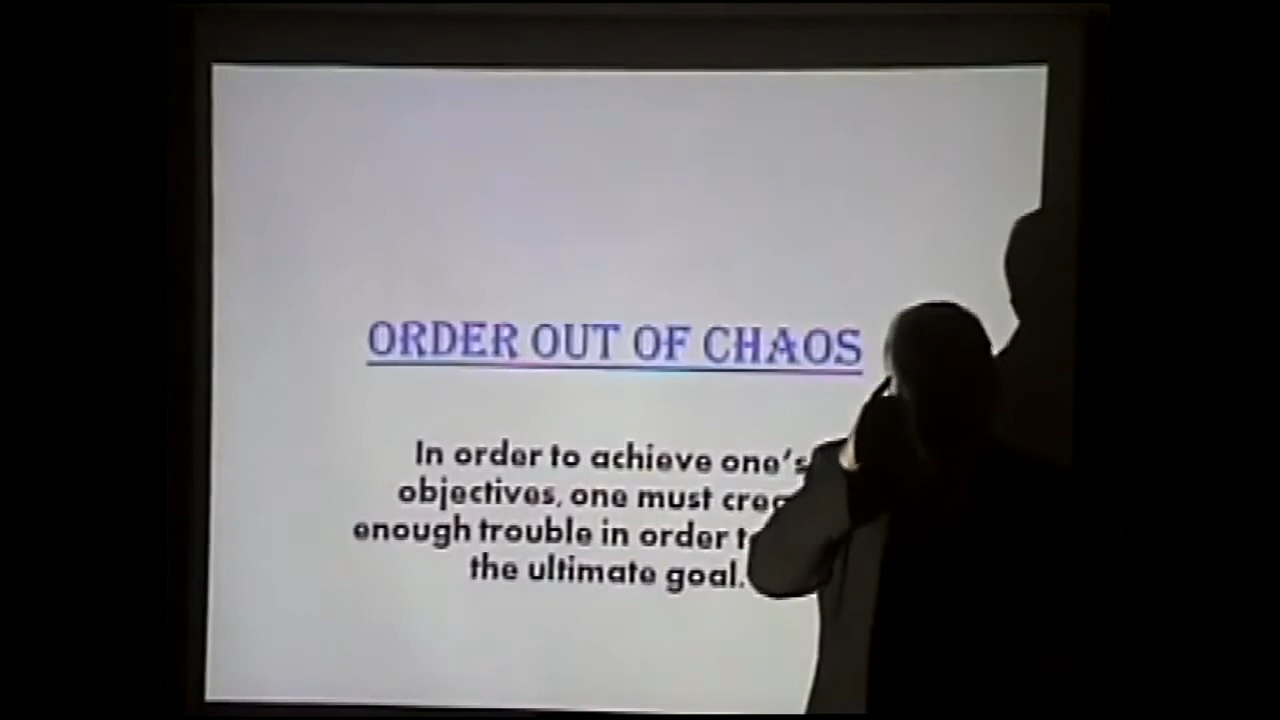 ORDER OUT OF CHAOS
In order to achieve one's
objectives, one must
enough trouble in order
the ultimate goal.